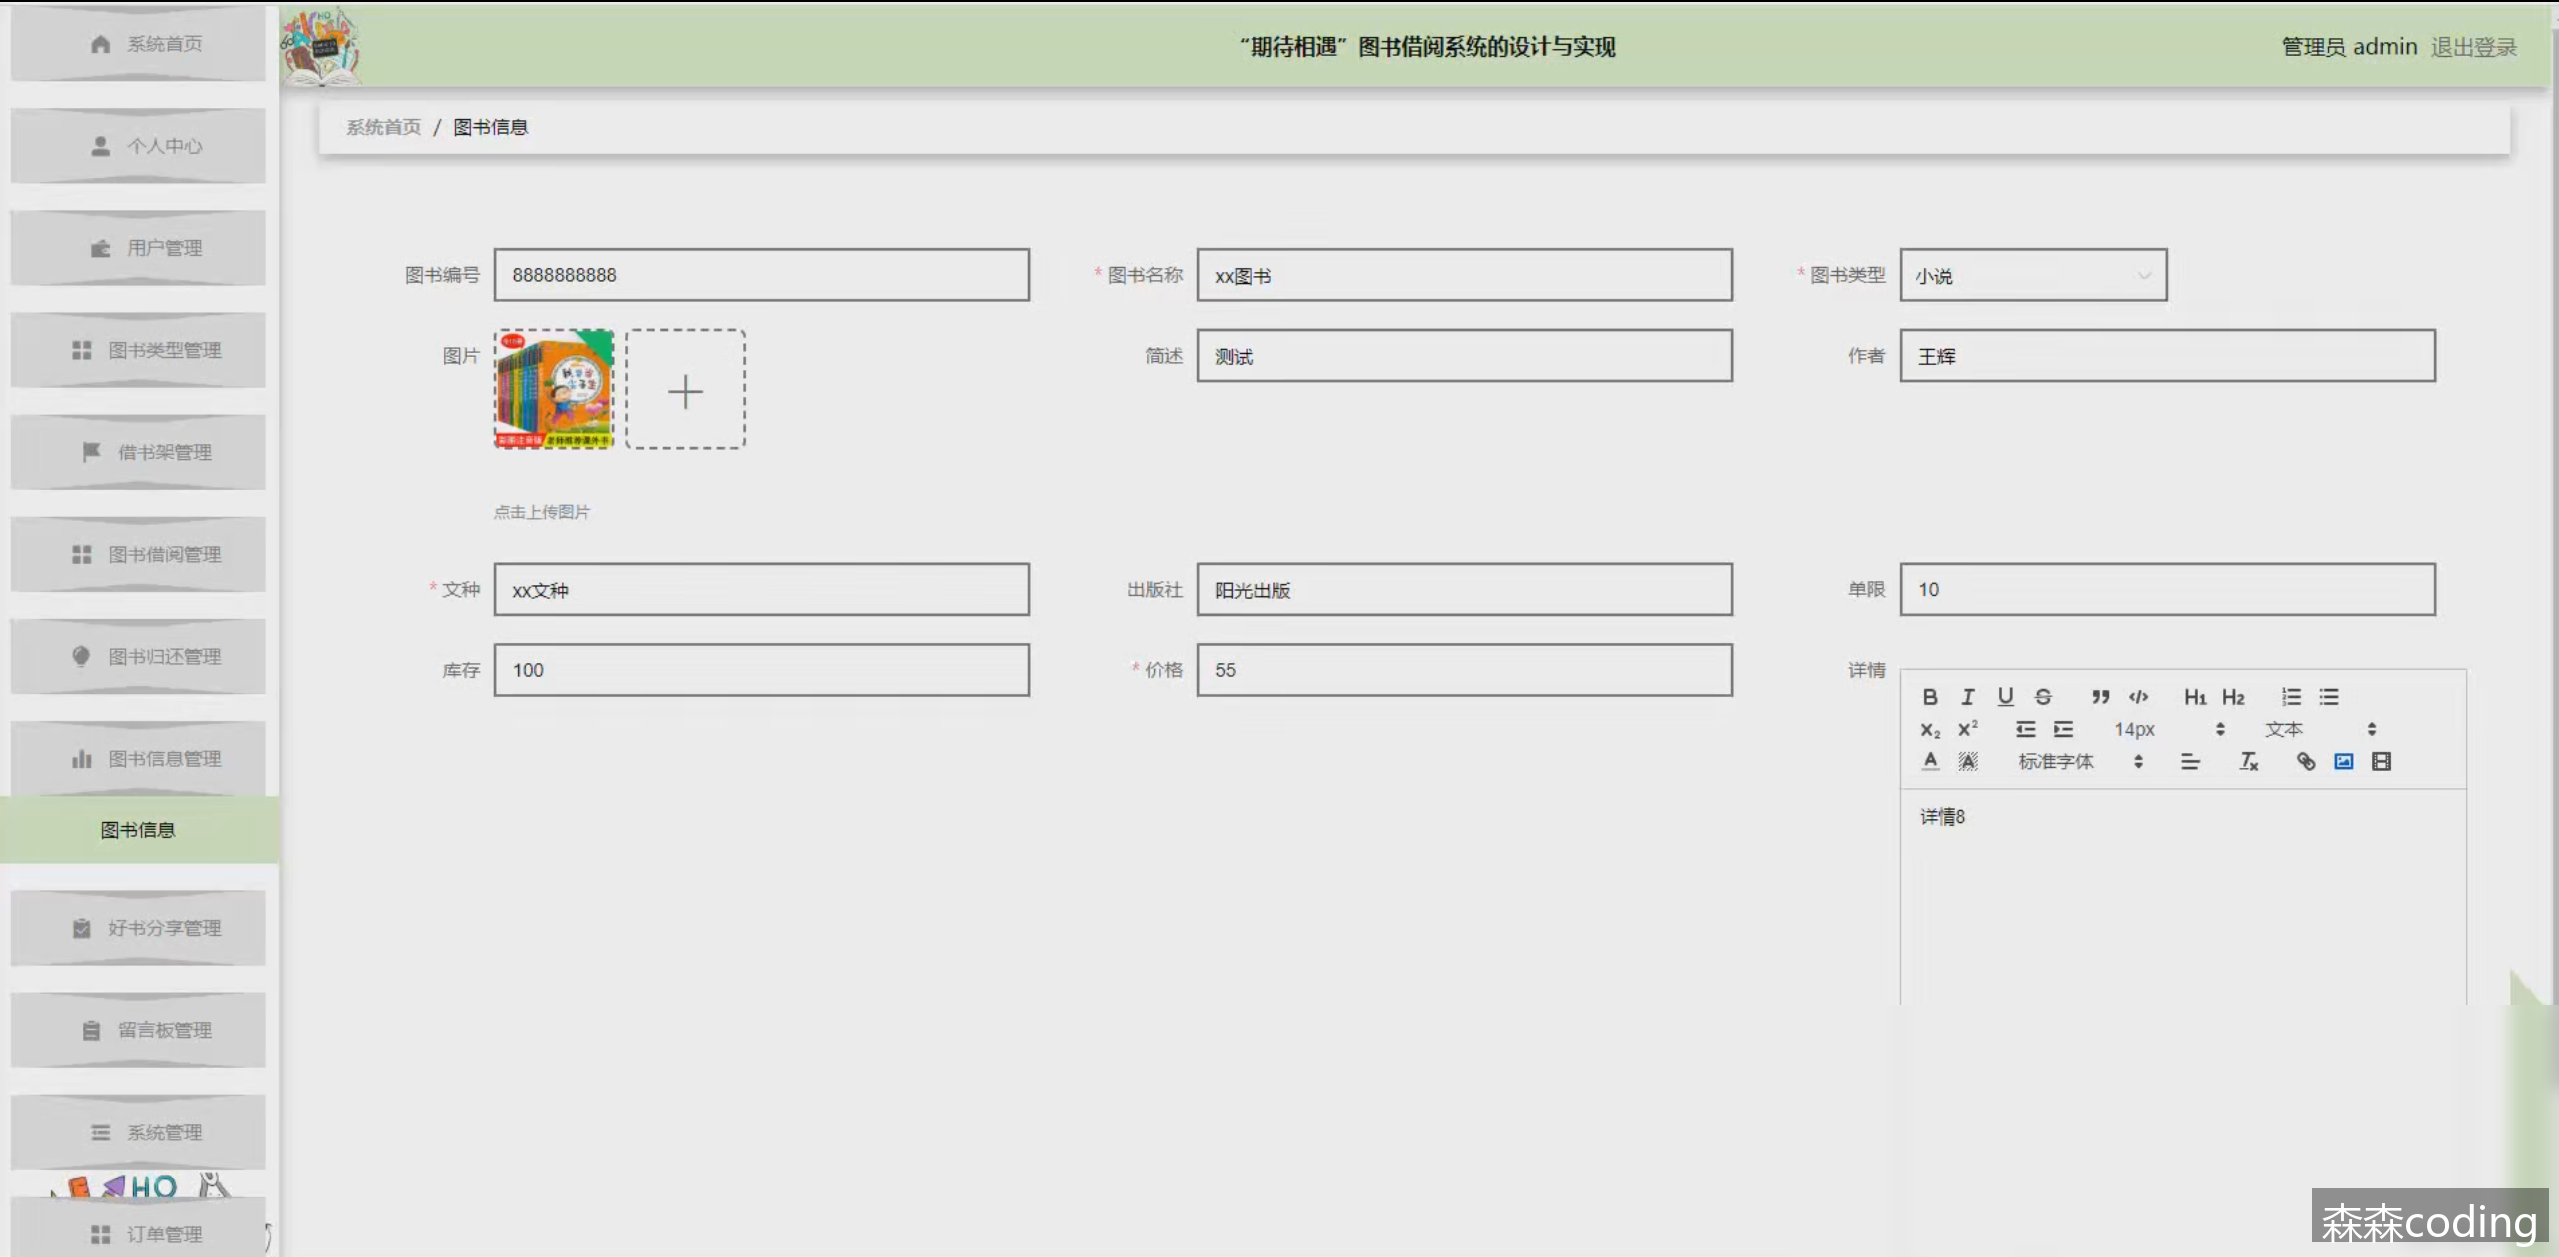 系统首页
个人中心
用户管理
图书类型管理
借书架管理
图书借阅管理
图书归还管理
图书信息管理
图书信息
好书分享管理
留言板管理
系统管理
HO
订单管理
“期待相遇”图书借阅系统的设计与实现
管理员 admin 退出登录
系统首页 / 图书信息
图书编号 8888888888
* 图书名称 xx图书
* 图书类型 小说
图片
简述 测试
作者 王辉
点击上传图片
* 文种 xx文种
出版社 阳光出版
单限 10
库存 100
* 价格 55
详情
B I U S ” </> H1 H2
X2 X2 14px 文本
A A 标准字体 Tx
详情8
森森coding